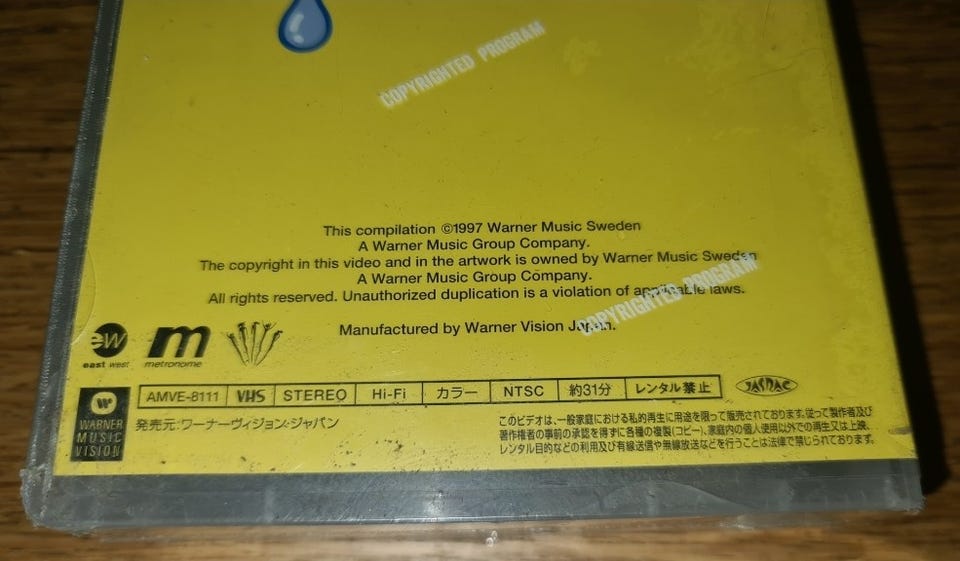 COPYRIGHTED PROGRAM
This compilation ©1997 Warner Music Sweden
A Warner Music Group Company.
The copyright in this video and in the artwork is owned by Warner Music Sweden
A Warner Music Group Company.
All rights reserved. Unauthorized duplication is a violation of applicable laws.
COPYRIGHTED PROGRAM
Manufactured by Warner Vision Japan.
ew
east west
m
metronome
AMVE-8111 VHS STEREO Hi-Fi カラー NTSC 約31分 レンタル禁止
JASRAC
WARNER
MUSIC
VISION
発売元:ワーナーヴィジョン・ジャパン
このビデオは、一般家庭における私的再生に用途を限って販売されております。従って製作者及び
著作権者の事前の承認を得ずに各種の複製(コピー)、家庭内の個人使用以外での再生又は上映、
レンタル目的などの利用及び有線送信や無線放送などを行うことは法律で禁じられております。